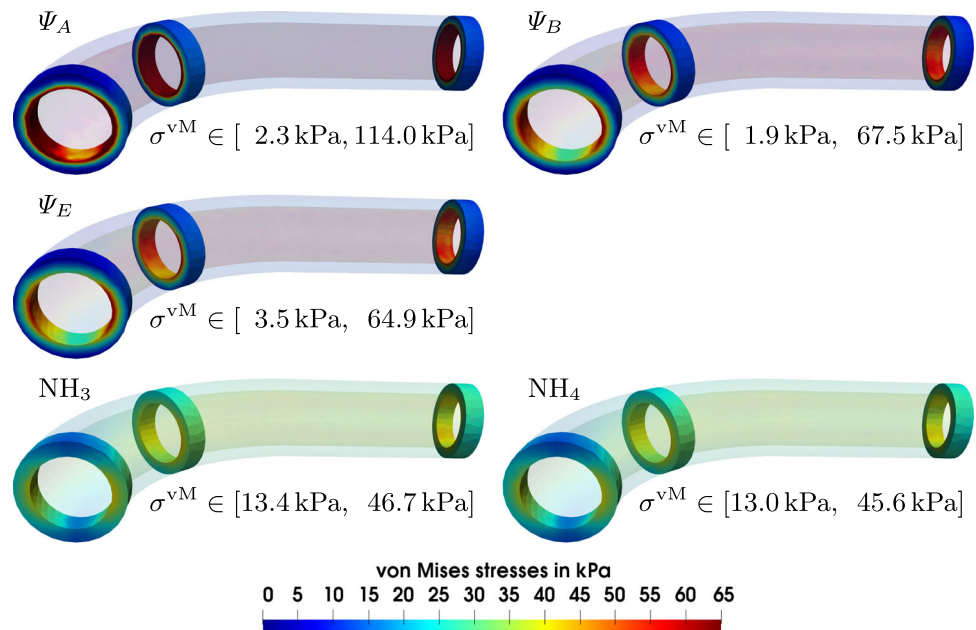 Ψ_A
σ^vM ∈ [ 2.3 kPa, 114.0 kPa]
Ψ_B
σ^vM ∈ [ 1.9 kPa, 67.5 kPa]
Ψ_E
σ^vM ∈ [ 3.5 kPa, 64.9 kPa]
NH₃
σ^vM ∈ [13.4 kPa, 46.7 kPa]
NH₄
σ^vM ∈ [13.0 kPa, 45.6 kPa]
von Mises stresses in kPa
0 5 10 15 20 25 30 35 40 45 50 55 60 65